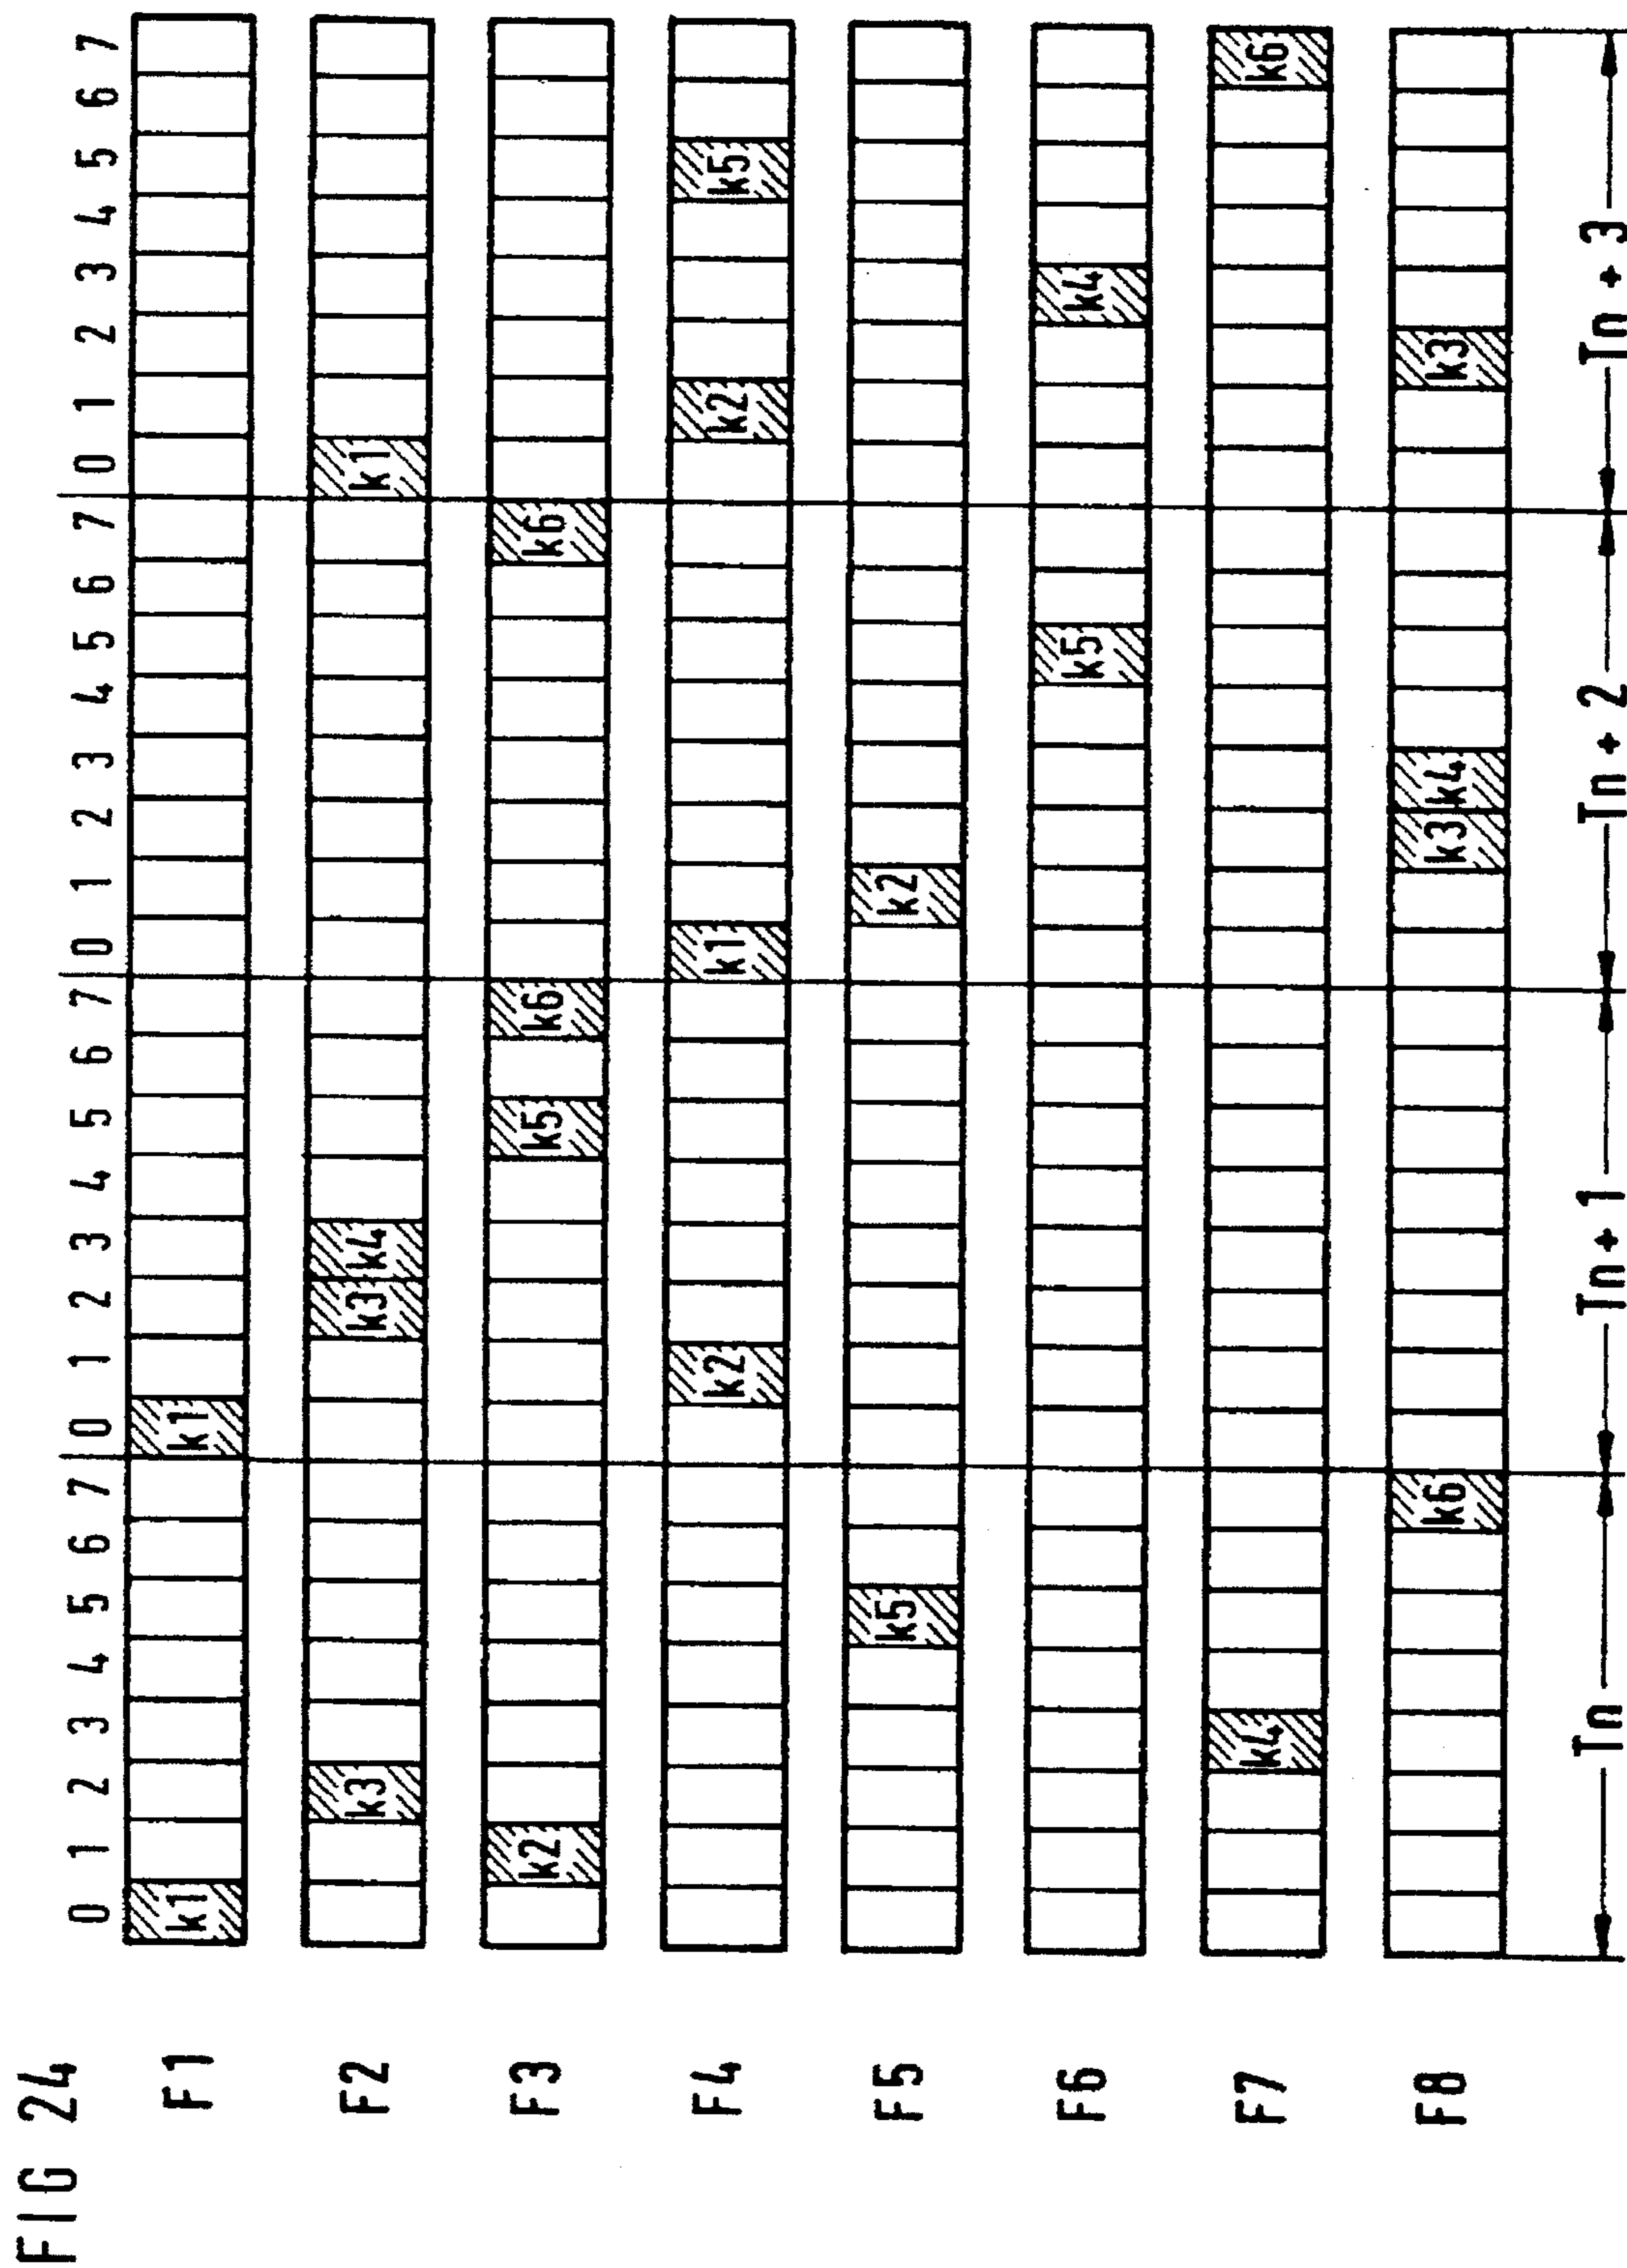 FIG 24
0 1 2 3 4 5 6 7 0 1 2 3 4 5 6 7 0 1 2 3 4 5 6 7 0 1 2 3 4 5 6 7
F1 k1 k1
F2 k3 k3 k4 k1
F3 k2 k5 k6 k6
F4 k2 k1 k2 k5
F5 k5 k2
F6 k5 k4
F7 k4 k6
F8 k6 k3 k4 k3
Tn Tn+1 Tn + 2 Tn + 3